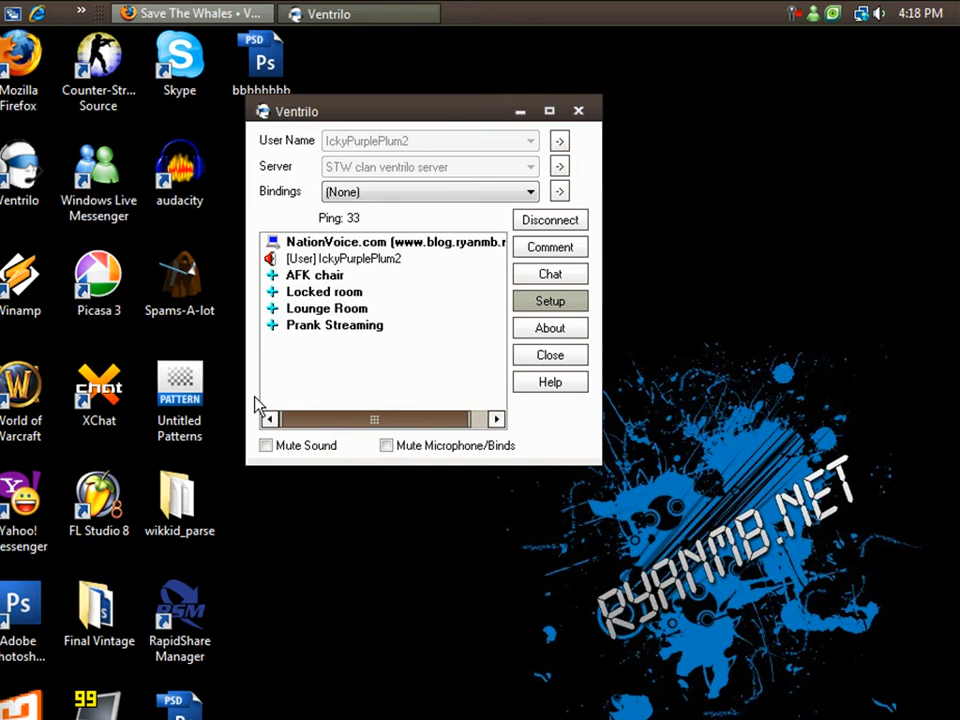 Save The Whales • V...
Ventrilo
4:18 PM
Mozilla
Firefox
Counter-Str...
Source
Skype
PSD
Ps
bbbbbbbb
Ventrilo
Windows Live
Messenger
audacity
Winamp
Picasa 3
Spams-A-lot
World of
Warcraft
chat
XChat
PATTERN
Untitled
Patterns
Yahoo!
Messenger
FL Studio 8
wikkid_parse
Ps
Adobe
Photosh...
Final Vintage
RSM
RapidShare
Manager
99
PSD
Ventrilo
User Name
IckyPurplePlum2
->
Server
STW clan ventrilo server
->
Bindings
(None)
->
Ping: 33
Disconnect
NationVoice.com (www.blog.ryanmb.r
[User] IckyPurplePlum2
AFK chair
Locked room
Lounge Room
Prank Streaming
Comment
Chat
Setup
About
Close
Help
Mute Sound
Mute Microphone/Binds
RYANMB.NET